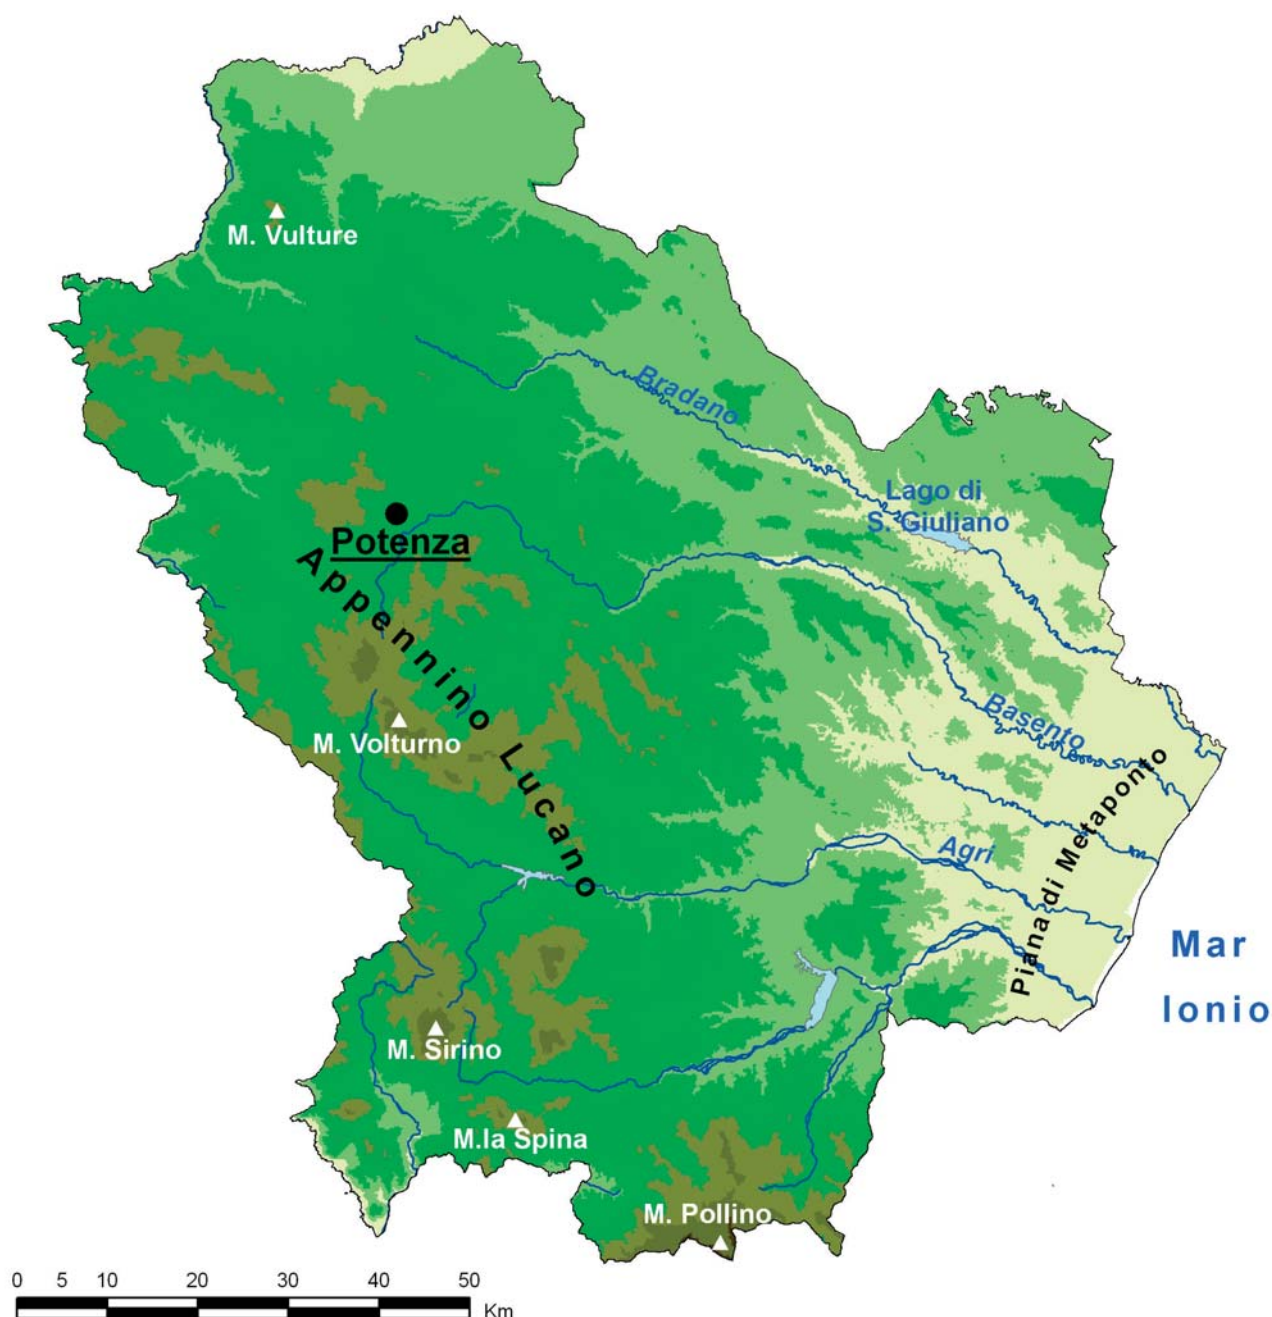 M. Vulture
Bradano
Lago di
S. Giuliano
Potenza
Appennino Lucano
M. Volturno
Basento
Piana di Metaponto
Agri
Mar
Ionio
M. Sirino
M.la Spina
M. Pollino
0 5 10 20 30 40 50
Km